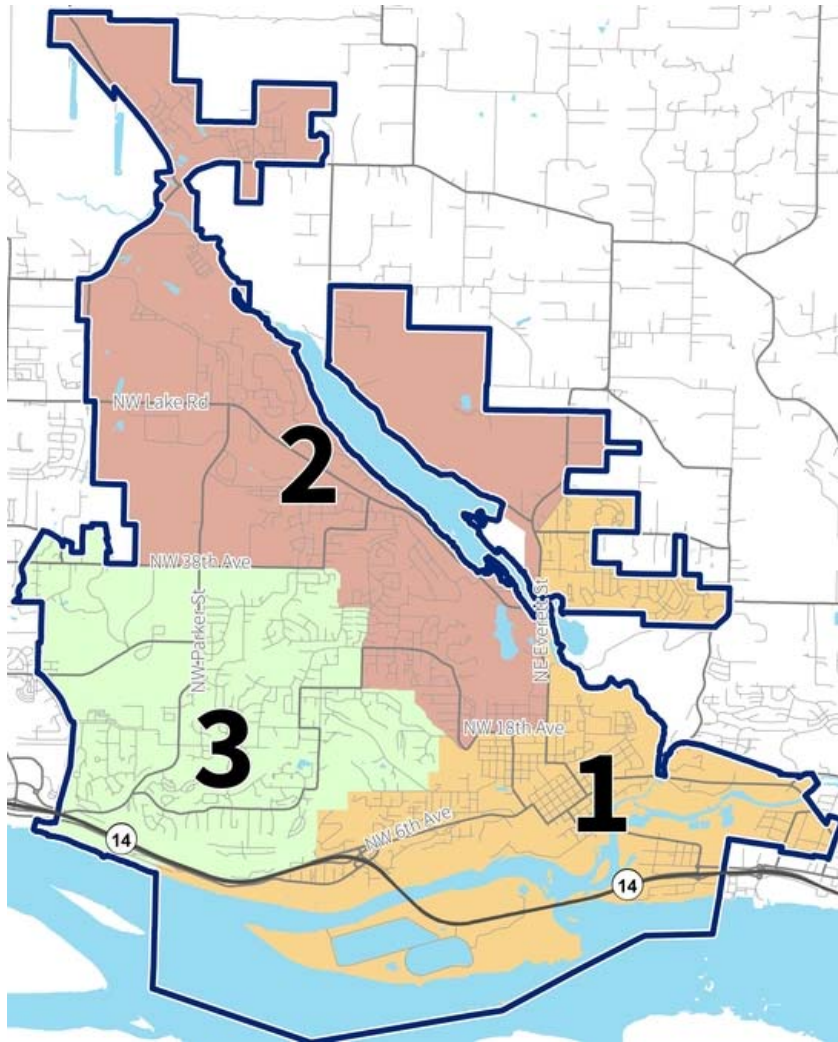 NW Lake Rd
2
NW 38th Ave
NW Parker St
NE Everett St
NW 18th Ave
3
1
NW 6th Ave
14
14